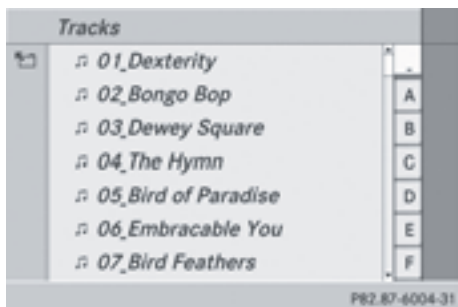 Tracks
01_Dexterity
02_Bongo Bop
03_Dewey Square
04_The Hymn
05_Bird of Paradise
06_Embracable You
07_Bird Feathers
A
B
C
D
E
F
P82.87-6004-31